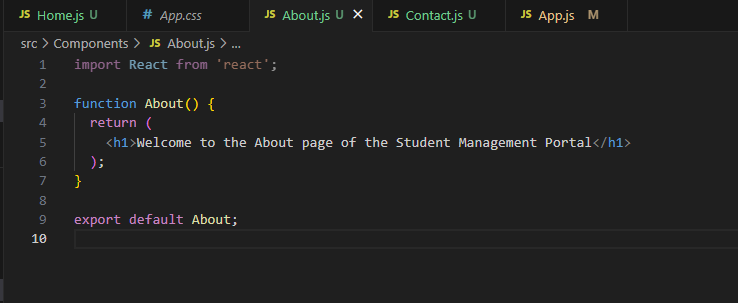 JS Home.js U # App.css JS About.js U × JS Contact.js U JS App.js M
src > Components > JS About.js > ...
1 import React from 'react';
2
3 function About() {
4 return (
5 <h1>Welcome to the About page of the Student Management Portal</h1>
6 );
7 }
8
9 export default About;
10